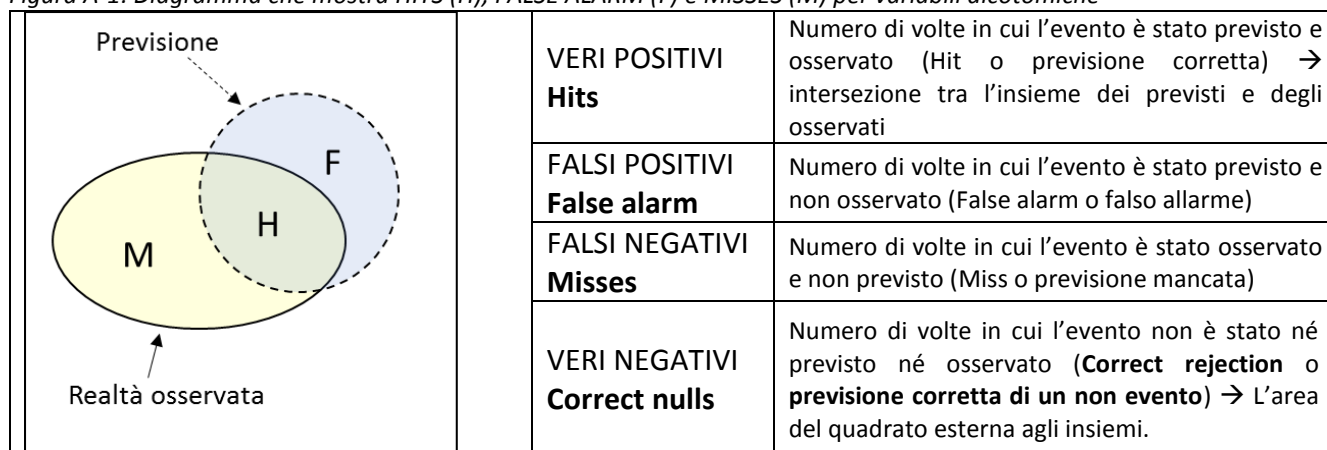 Figura A-1. Diagramma che mostra HITS (H), FALSE ALARM (F) e MISSES (M) per variabili dicotomiche
Previsione
F
H
M
Realtà osservata
VERI POSITIVI
Hits
Numero di volte in cui l’evento è stato previsto e
osservato (Hit o previsione corretta) →
intersezione tra l’insieme dei previsti e degli
osservati
FALSI POSITIVI
False alarm
Numero di volte in cui l’evento è stato previsto e
non osservato (False alarm o falso allarme)
FALSI NEGATIVI
Misses
Numero di volte in cui l’evento è stato osservato
e non previsto (Miss o previsione mancata)
VERI NEGATIVI
Correct nulls
Numero di volte in cui l’evento non è stato né
previsto né osservato (Correct rejection o
previsione corretta di un non evento) → L’area
del quadrato esterna agli insiemi.